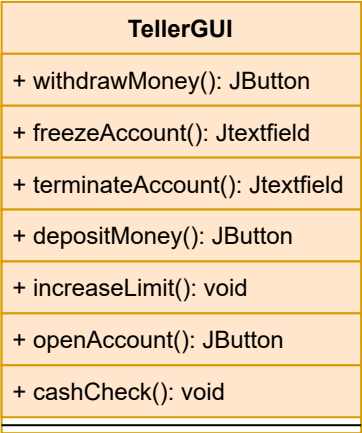 TellerGUI
+ withdrawMoney(): JButton
+ freezeAccount(): Jtextfield
+ terminateAccount(): Jtextfield
+ depositMoney(): JButton
+ increaseLimit(): void
+ openAccount(): JButton
+ cashCheck(): void